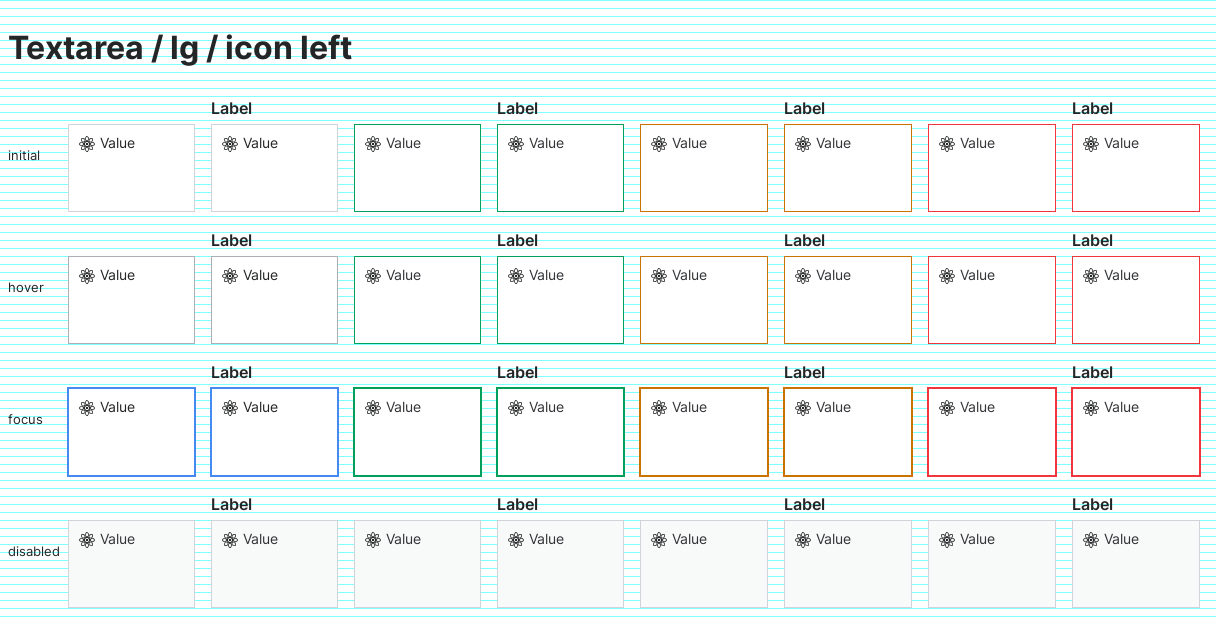 Textarea / lg / icon left
Label Label Label Label
initial Value Value Value Value Value Value Value Value
Label Label Label Label
hover Value Value Value Value Value Value Value Value
Label Label Label Label
focus Value Value Value Value Value Value Value Value
Label Label Label Label
disabled Value Value Value Value Value Value Value Value